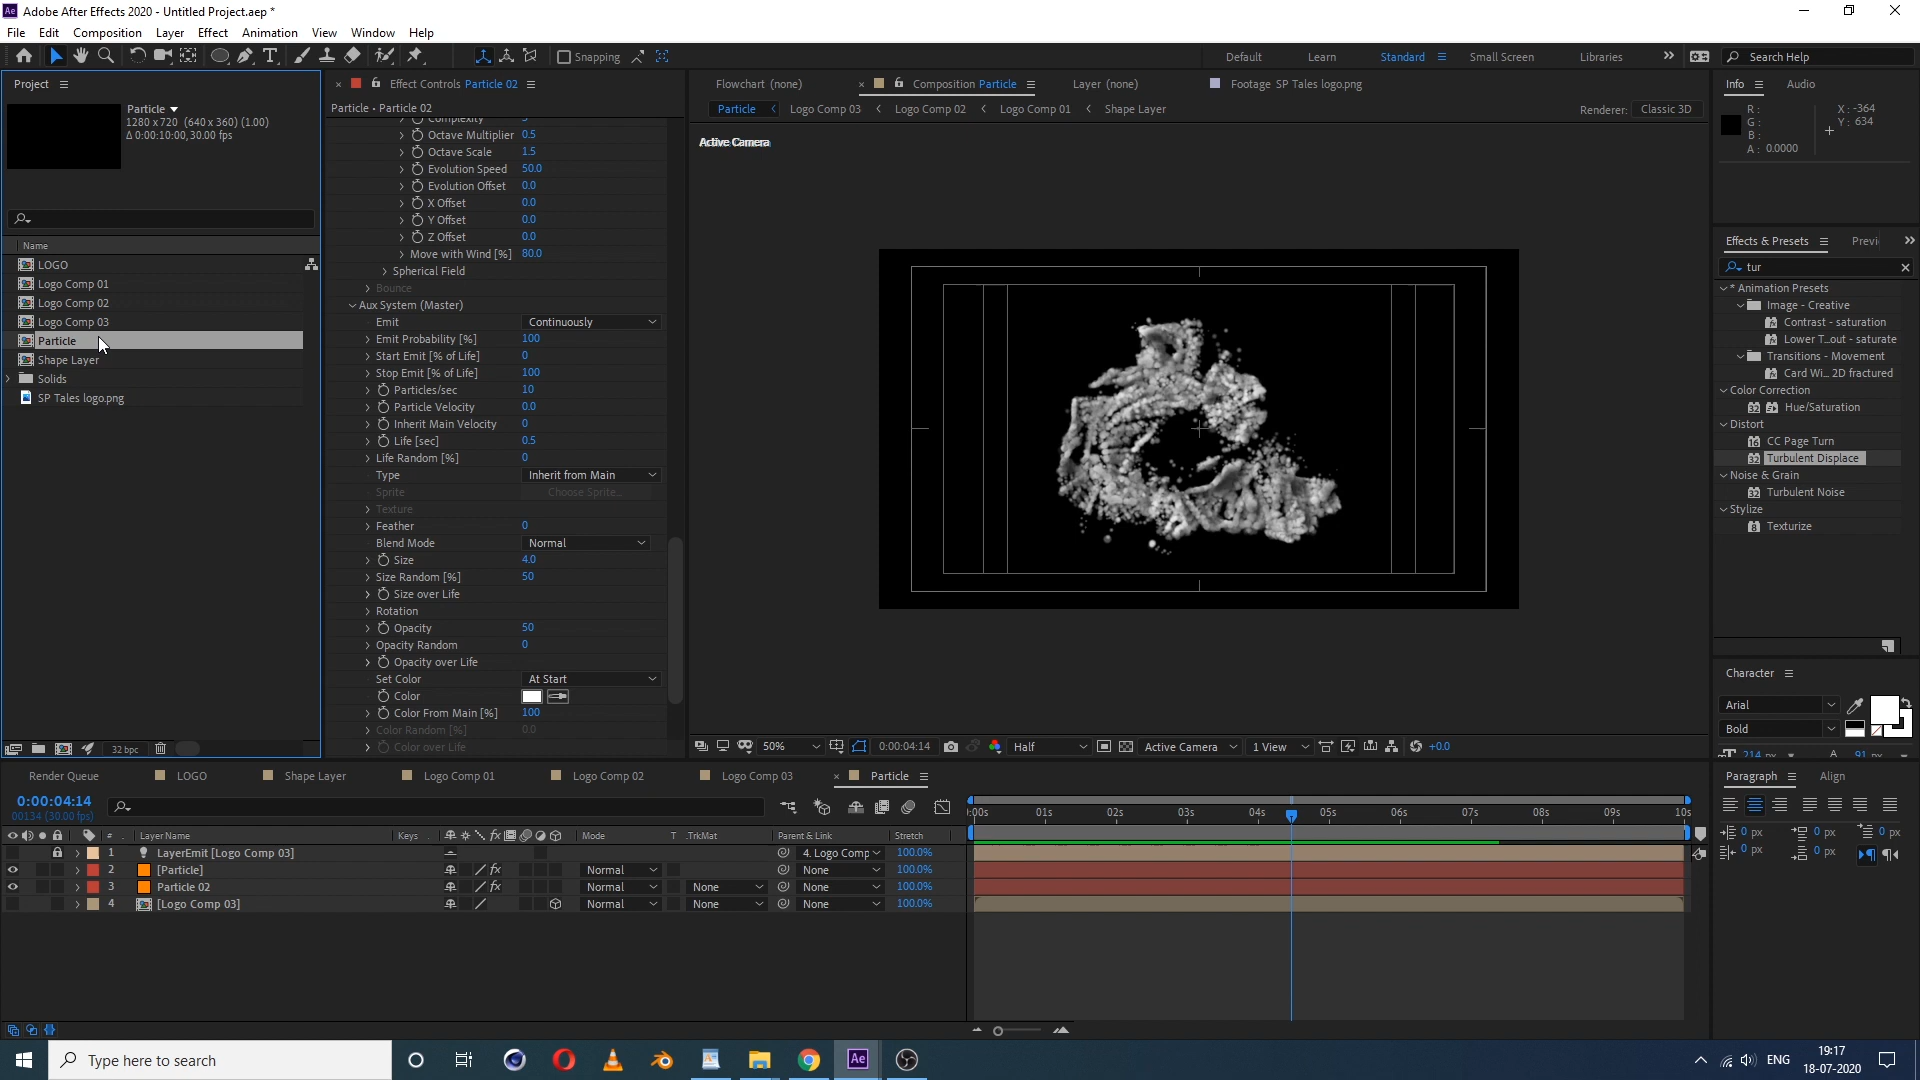 Adobe After Effects 2020 - Untitled Project.aep *
File Edit Composition Layer Effect Animation View Window Help
Snapping
Default Learn Standard Small Screen Libraries Search Help
Project
Particle
1280 x 720 (640 x 360) (1.00)
Δ 0:00:10:00, 30.00 fps
Name
LOGO
Logo Comp 01
Logo Comp 02
Logo Comp 03
Particle
Shape Layer
Solids
SP Tales logo.png
32 bpc
Effect Controls Particle 02
Particle • Particle 02
Complexity
Octave Multiplier 0.5
Octave Scale 1.5
Evolution Speed 50.0
Evolution Offset 0.0
X Offset 0.0
Y Offset 0.0
Z Offset 0.0
Move with Wind [%] 80.0
Spherical Field
Bounce
Aux System (Master)
Emit Continuously
Emit Probability [%] 100
Start Emit [% of Life] 0
Stop Emit [% of Life] 100
Particles/sec 10
Particle Velocity 0.0
Inherit Main Velocity 0
Life [sec] 0.5
Life Random [%] 0
Type Inherit from Main
Sprite Choose Sprite...
Texture
Feather 0
Blend Mode Normal
Size 4.0
Size Random [%] 50
Size over Life
Rotation
Opacity 50
Opacity Random 0
Opacity over Life
Set Color At Start
Color
Color From Main [%] 100
Color Random [%] 0.0
Color over Life
Flowchart (none) Composition Particle Layer (none) Footage SP Tales logo.png
Particle Logo Comp 03 Logo Comp 02 Logo Comp 01 Shape Layer
Renderer: Classic 3D
Active Camera
50% 0:00:04:14 Half Active Camera 1 View +0.0
Info Audio
R: X: -364
G: Y: 634
B:
A: 0.0000
Effects & Presets Previ
tur
* Animation Presets
Image - Creative
Contrast - saturation
Lower T...out - saturate
Transitions - Movement
Card Wi... 2D fractured
Color Correction
32 Hue/Saturation
Distort
16 CC Page Turn
32 Turbulent Displace
Noise & Grain
32 Turbulent Noise
Stylize
8 Texturize
Character
Arial
Bold
214 px 91 px
Paragraph Align
0 px 0 px 0 px
0 px 0 px
Render Queue LOGO Shape Layer Logo Comp 01 Logo Comp 02 Logo Comp 03 Particle
0:00:04:14
00134 (30.00 fps)
:00s 01s 02s 03s 04s 05s 06s 07s 08s 09s 10s
# Layer Name Keys Mode T .TrkMat Parent & Link Stretch
1 LayerEmit [Logo Comp 03] 4. Logo Comp 100.0%
2 [Particle] Normal None 100.0%
3 Particle 02 Normal None None 100.0%
4 [Logo Comp 03] Normal None None 100.0%
Type here to search
ENG
19:17
18-07-2020